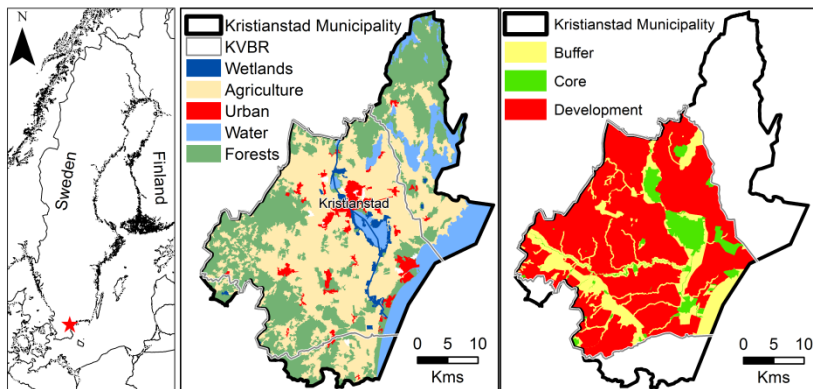 N
Sweden
Finland
Kristianstad Municipality
KVBR
Wetlands
Agriculture
Urban
Water
Forests
Kristianstad
0 5 10
Kms
Kristianstad Municipality
Buffer
Core
Development
0 5 10
Kms